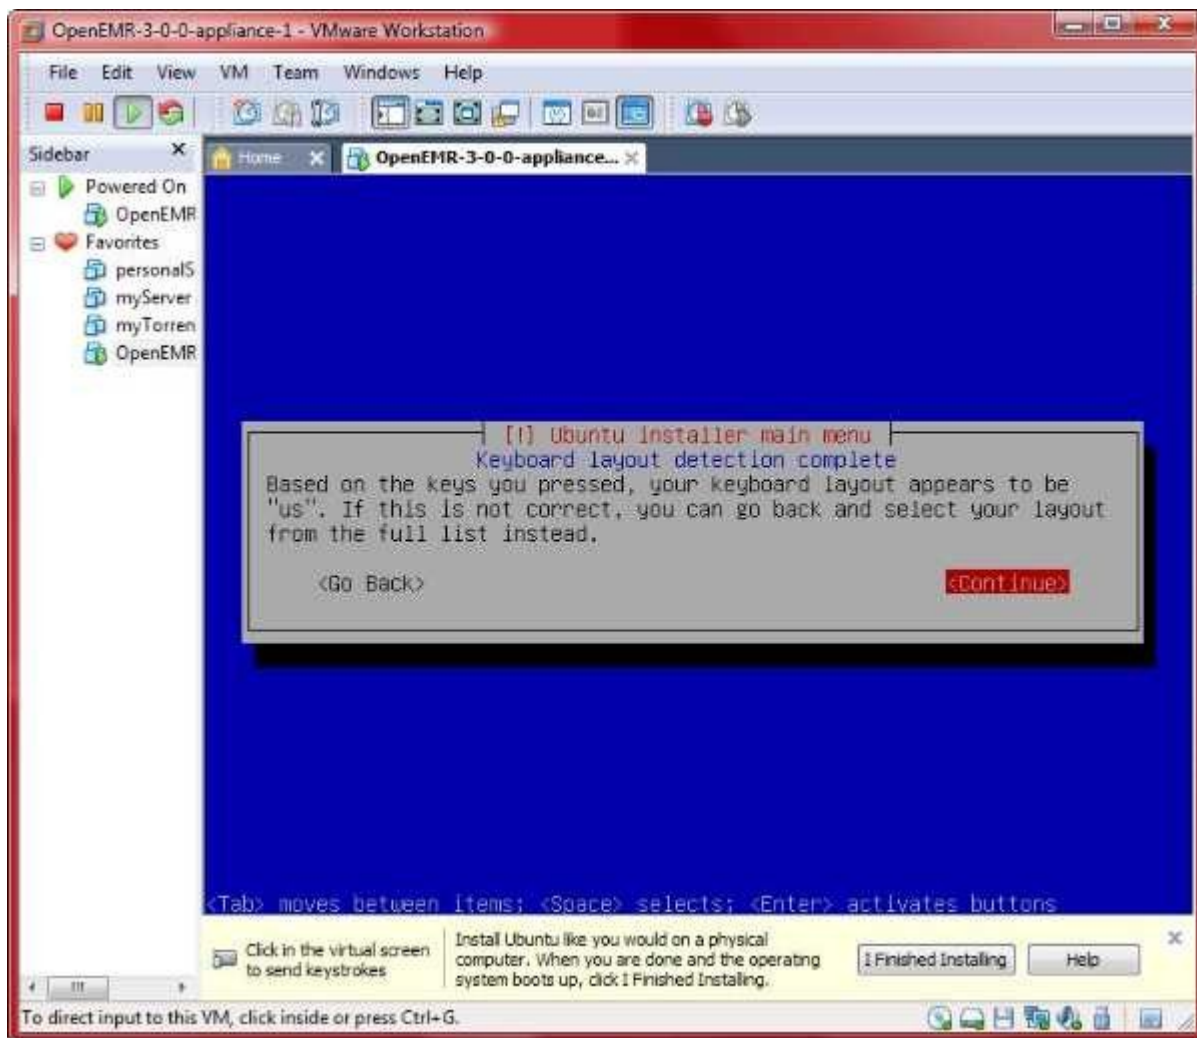 OpenEMR-3-0-0-appliance-1 - VMware Workstation
File Edit View VM Team Windows Help
Sidebar
Home
OpenEMR-3-0-0-appliance...
Powered On
OpenEMR
Favorites
personalS
myServer
myTorren
OpenEMR
[!] Ubuntu installer main menu
Keyboard layout detection complete
Based on the keys you pressed, your keyboard layout appears to be
"us". If this is not correct, you can go back and select your layout
from the full list instead.
<Go Back> <Continue>
<Tab> moves between items; <Space> selects; <Enter> activates buttons
Click in the virtual screen
to send keystrokes
Install Ubuntu like you would on a physical
computer. When you are done and the operating
system boots up, click I Finished Installing.
I Finished Installing
Help
To direct input to this VM, click inside or press Ctrl+G.